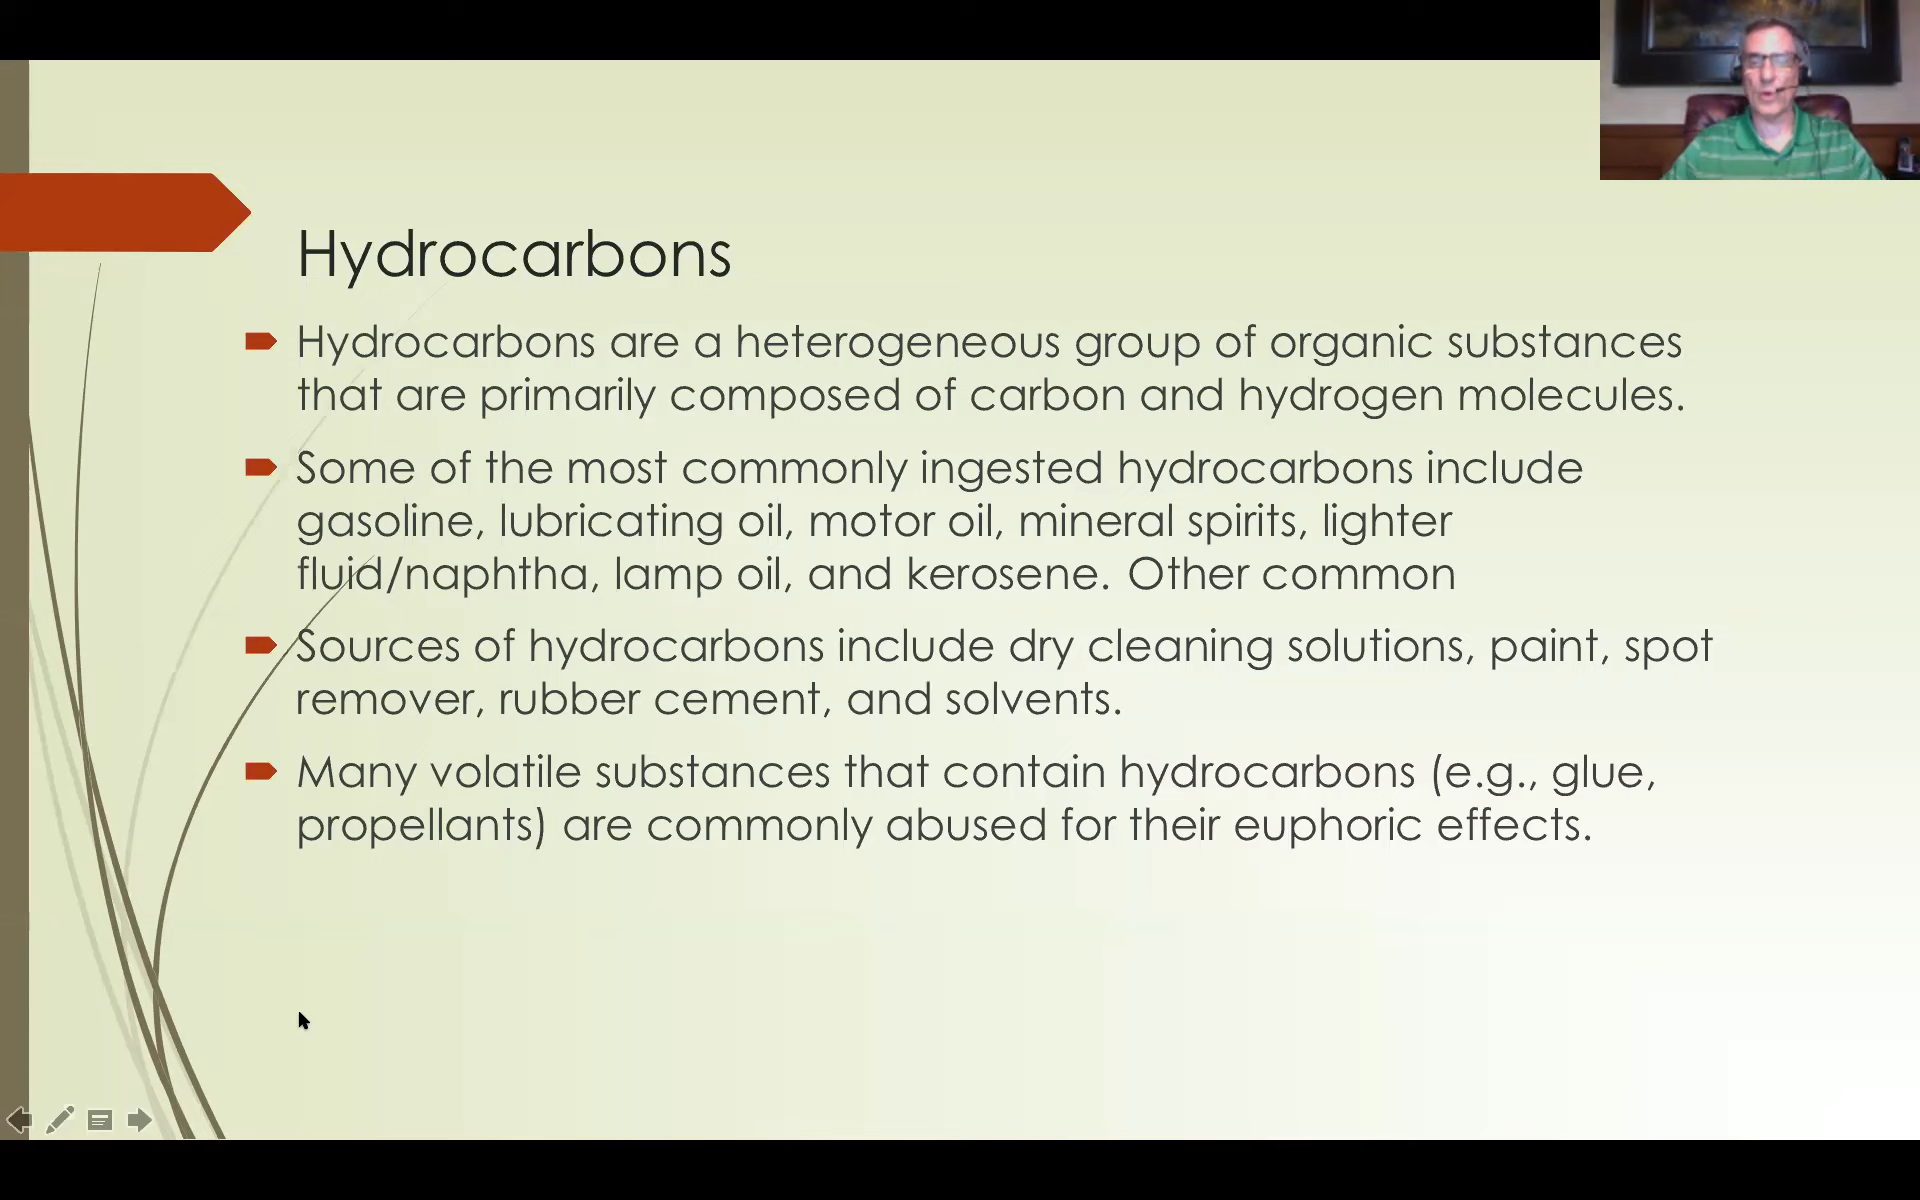 Hydrocarbons
Hydrocarbons are a heterogeneous group of organic substances
that are primarily composed of carbon and hydrogen molecules.
Some of the most commonly ingested hydrocarbons include
gasoline, lubricating oil, motor oil, mineral spirits, lighter
fluid/naphtha, lamp oil, and kerosene. Other common
Sources of hydrocarbons include dry cleaning solutions, paint, spot
remover, rubber cement, and solvents.
Many volatile substances that contain hydrocarbons (e.g., glue,
propellants) are commonly abused for their euphoric effects.